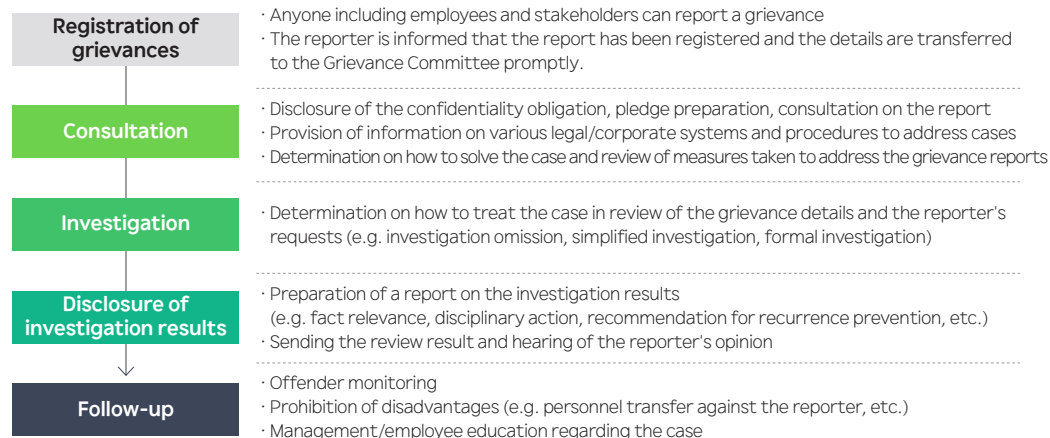 Registration of
grievances
· Anyone including employees and stakeholders can report a grievance
· The reporter is informed that the report has been registered and the details are transferred
to the Grievance Committee promptly.
Consultation
· Disclosure of the confidentiality obligation, pledge preparation, consultation on the report
· Provision of information on various legal/corporate systems and procedures to address cases
· Determination on how to solve the case and review of measures taken to address the grievance reports
Investigation
· Determination on how to treat the case in review of the grievance details and the reporter's
requests (e.g. investigation omission, simplified investigation, formal investigation)
Disclosure of
investigation results
· Preparation of a report on the investigation results
(e.g. fact relevance, disciplinary action, recommendation for recurrence prevention, etc.)
· Sending the review result and hearing of the reporter's opinion
Follow-up
· Offender monitoring
· Prohibition of disadvantages (e.g. personnel transfer against the reporter, etc.)
· Management/employee education regarding the case